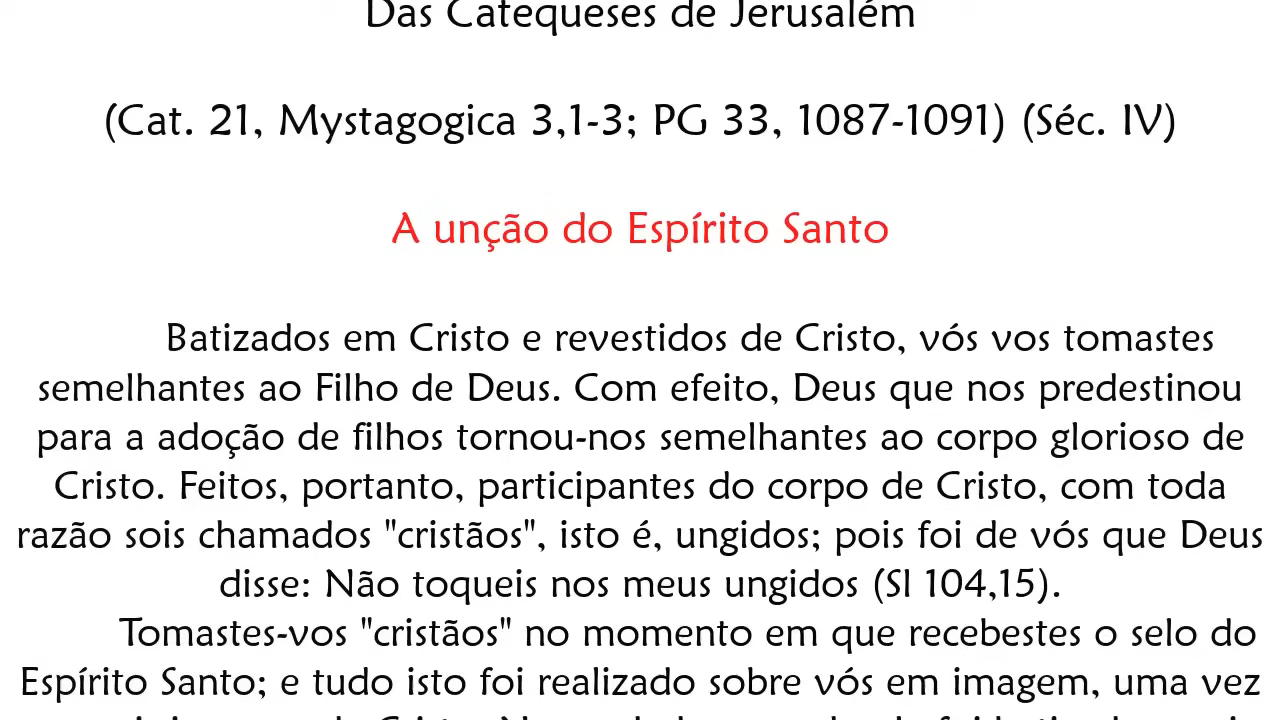 Das Catequeses de Jerusalém
(Cat. 21, Mystagogica 3,1-3; PG 33, 1087-1091) (Séc. IV)
A unção do Espírito Santo
Batizados em Cristo e revestidos de Cristo, vós vos tomastes
semelhantes ao Filho de Deus. Com efeito, Deus que nos predestinou
para a adoção de filhos tornou-nos semelhantes ao corpo glorioso de
Cristo. Feitos, portanto, participantes do corpo de Cristo, com toda
razão sois chamados "cristãos", isto é, ungidos; pois foi de vós que Deus
disse: Não toqueis nos meus ungidos (Sl 104,15).
Tomastes-vos "cristãos" no momento em que recebestes o selo do
Espírito Santo; e tudo isto foi realizado sobre vós em imagem, uma vez